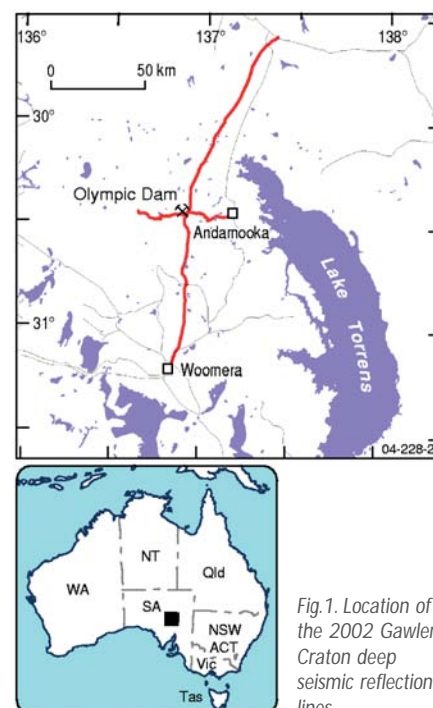 136°
137°
138°
0 50 km
30°
Olympic Dam
Andamooka
Lake Torrens
31°
Woomera
04-228-2
NT
WA
Qld
SA
NSW
ACT
Vic
Tas
Fig.1. Location of
the 2002 Gawler
Craton deep
seismic reflection
lines